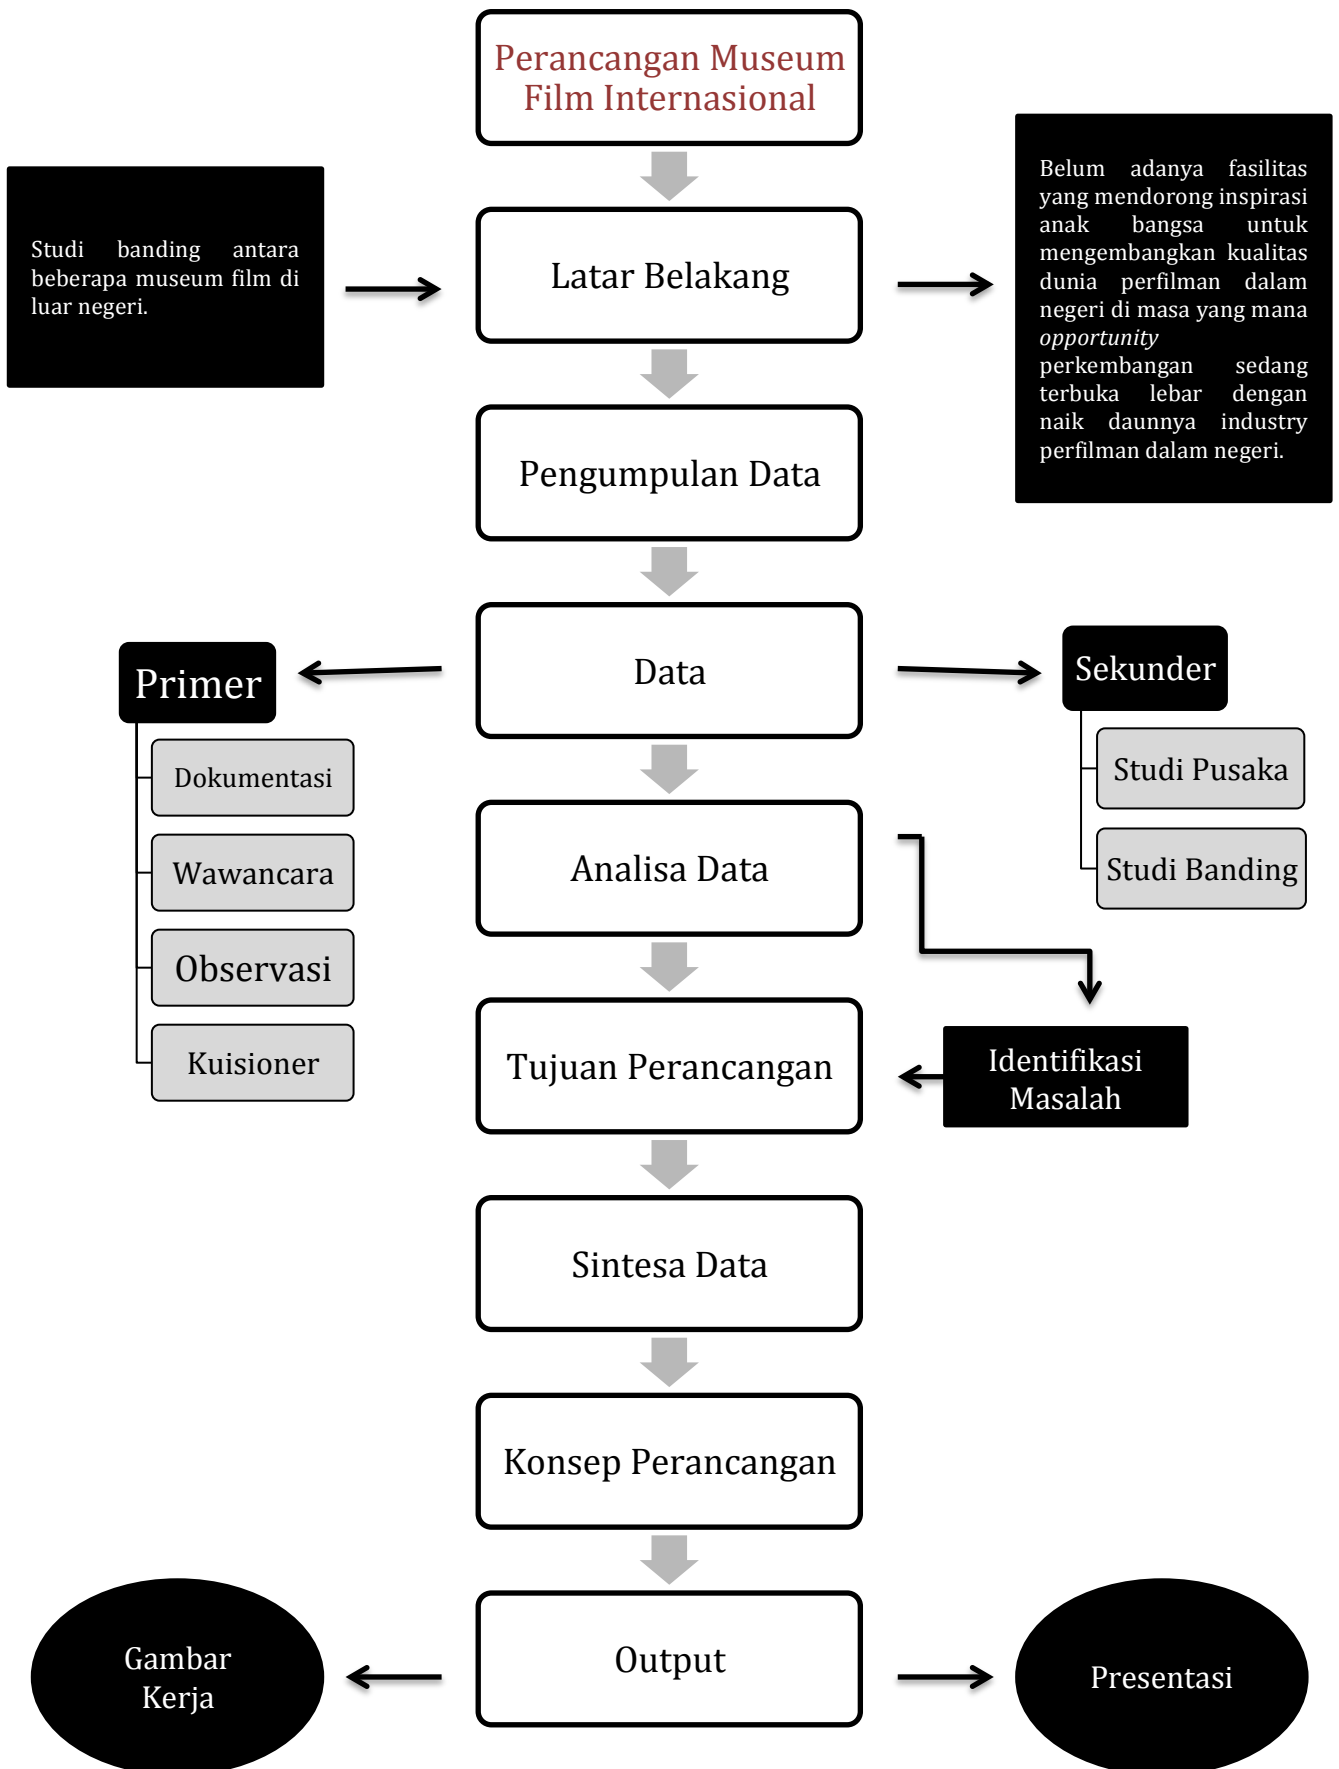 Perancangan Museum
Film Internasional
Studi banding antara
beberapa museum film di
luar negeri.
Latar Belakang
Belum adanya fasilitas
yang mendorong inspirasi
anak bangsa untuk
mengembangkan kualitas
dunia perfilman dalam
negeri di masa yang mana
opportunity
perkembangan sedang
terbuka lebar dengan
naik daunnya industry
perfilman dalam negeri.
Pengumpulan Data
Data
Primer
Dokumentasi
Wawancara
Observasi
Kuisioner
Sekunder
Studi Pusaka
Studi Banding
Analisa Data
Identifikasi
Masalah
Tujuan Perancangan
Sintesa Data
Konsep Perancangan
Output
Gambar
Kerja
Presentasi